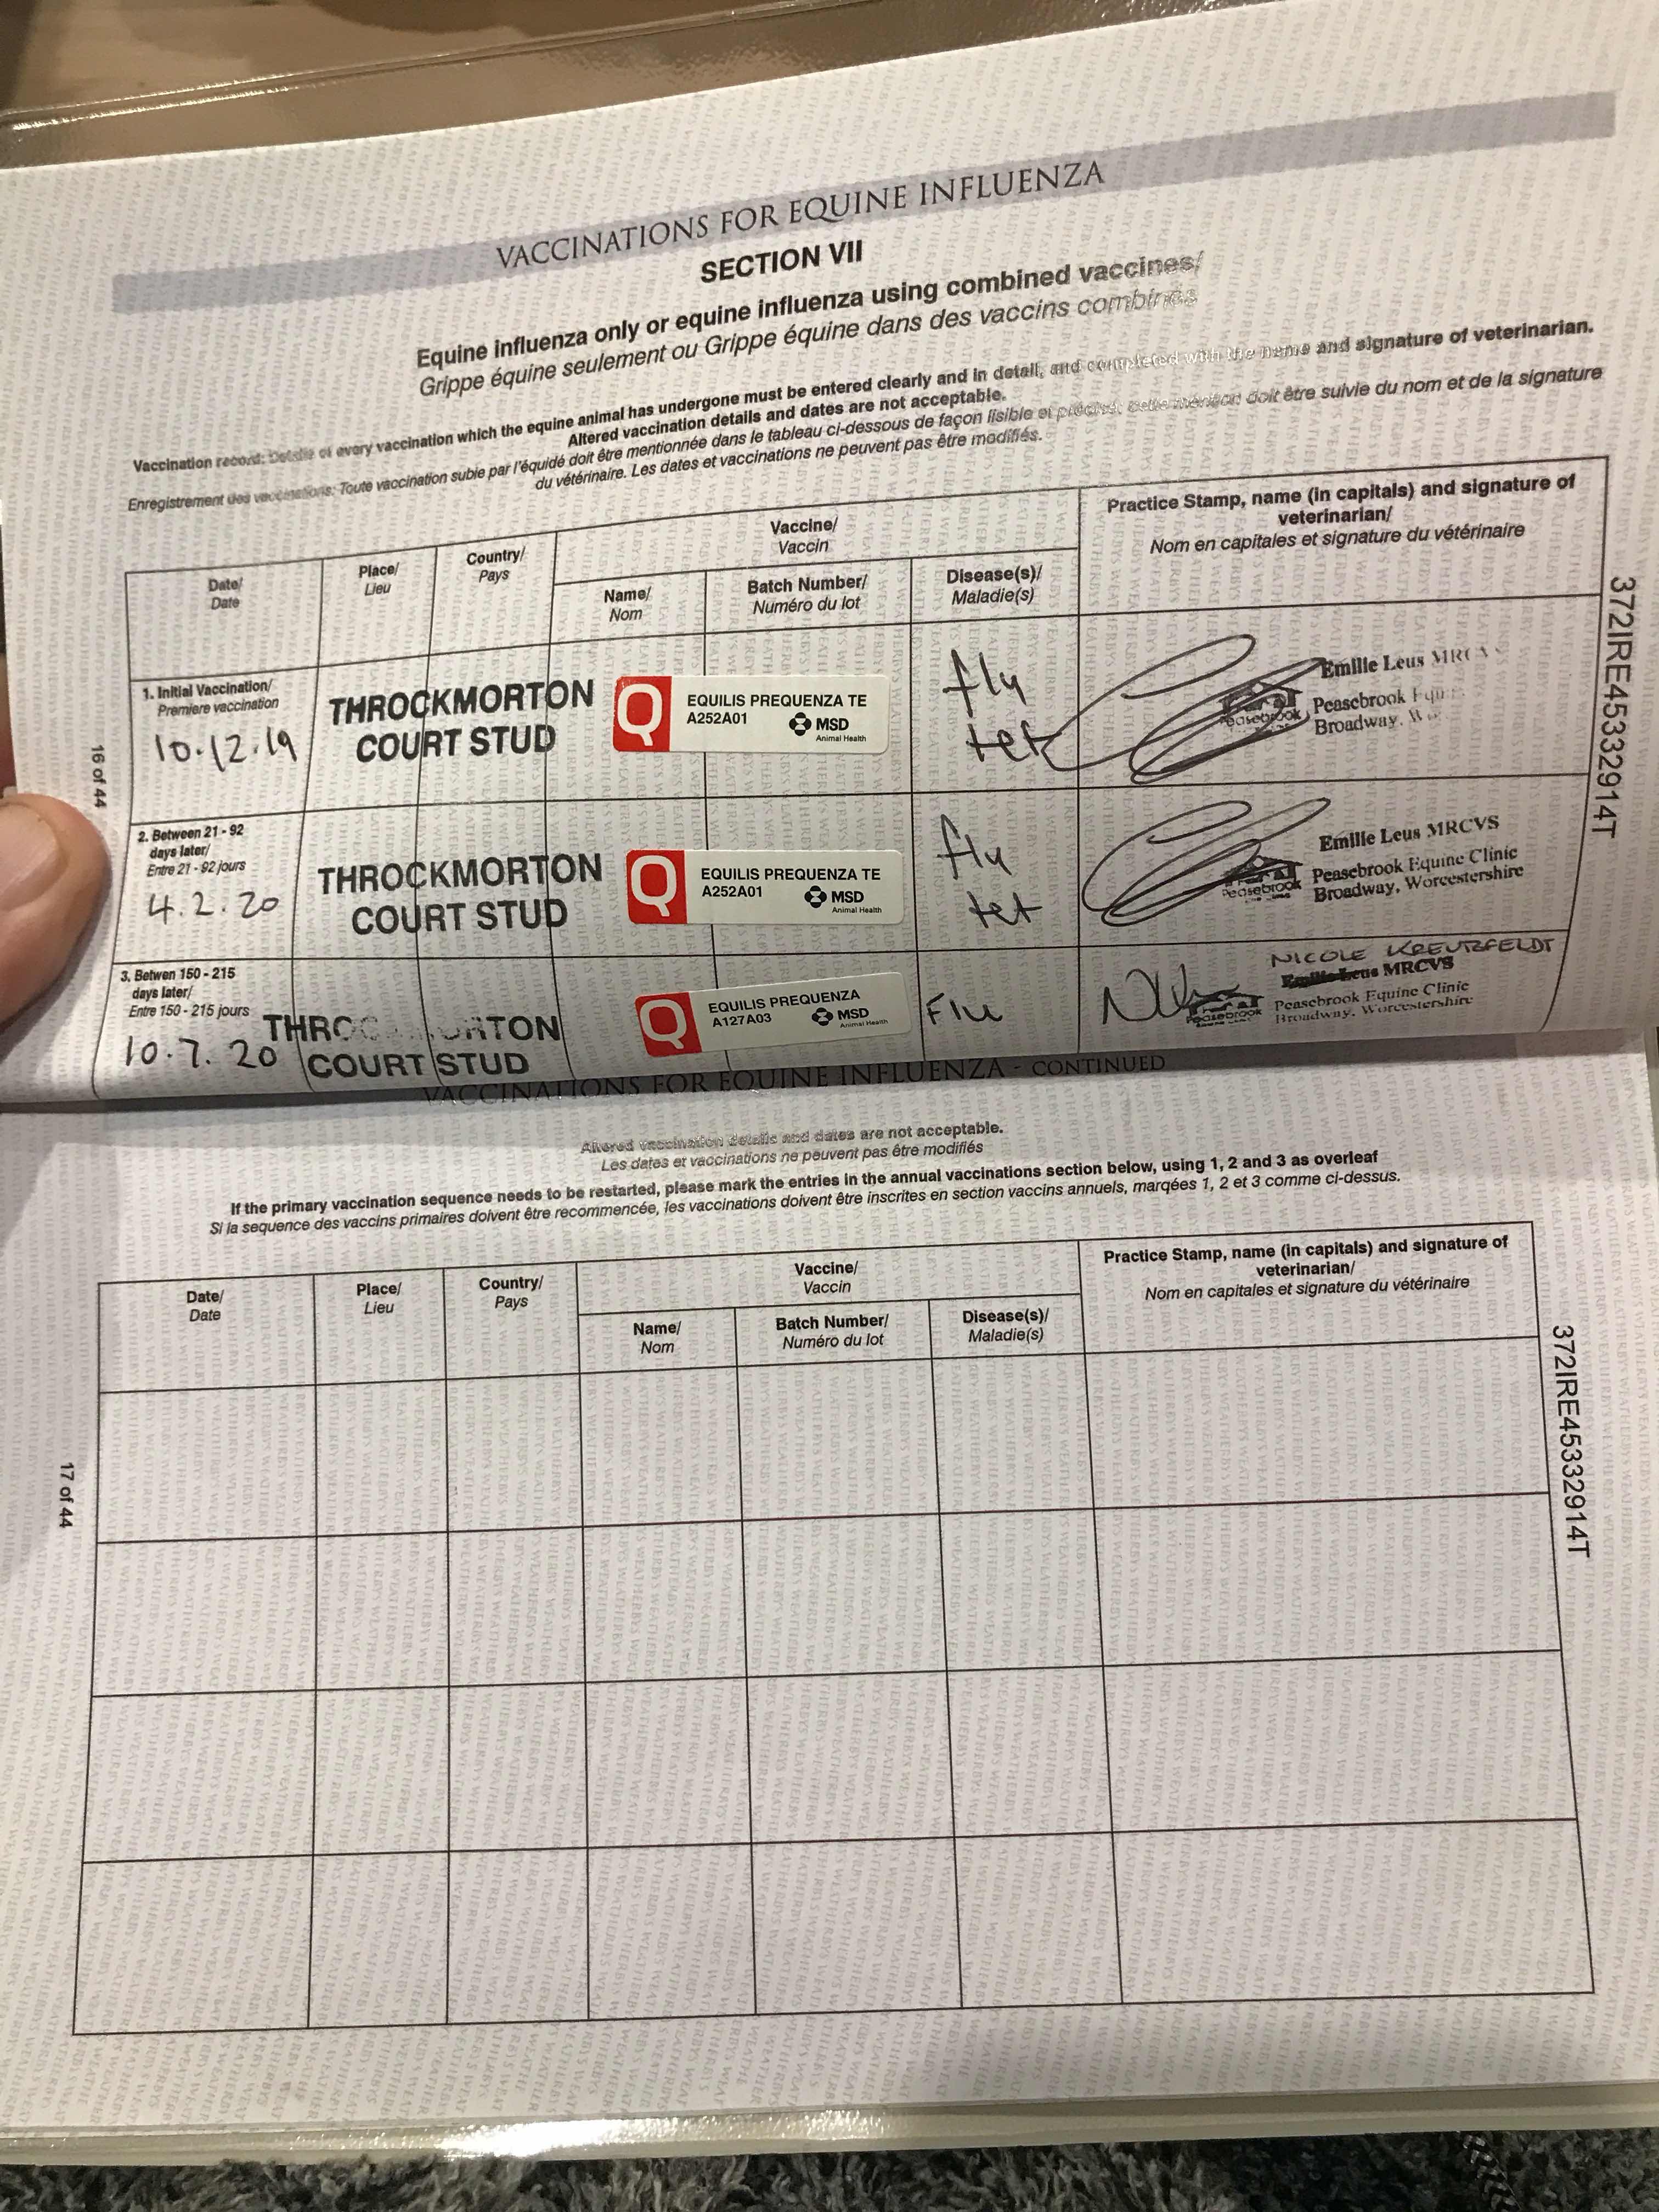 VACCINATIONS FOR EQUINE INFLUENZA
SECTION VII
Equine influenza only or equine influenza using combined vaccines/
Grippe équine seulement ou Grippe équine dans des vaccins combinés
Vaccination record: Details of every vaccination which the equine animal has undergone must be entered clearly and in detail, and completed with the name and signature of veterinarian.
Altered vaccination details and dates are not acceptable.
Enregistrement des vaccinations: Toute vaccination subie par l'équidé doit être mentionnée dans le tableau ci-dessous de façon lisible et précise, cette mention doit être suivie du nom et de la signature
du vétérinaire. Les dates et vaccinations ne peuvent pas être modifiés.
Date/
Date
Place/
Lieu
Country/
Pays
Vaccine/
Vaccin
Name/
Nom
Batch Number/
Numéro du lot
Disease(s)/
Maladie(s)
Practice Stamp, name (in capitals) and signature of
veterinarian/
Nom en capitales et signature du vétérinaire
1. Initial Vaccination/
Premiere vaccination
10.12.19
THROCKMORTON
COURT STUD
Q
EQUILIS PREQUENZA TE
A252A01
MSD
Animal Health
flu
tet
Emilie Leus MRC
Peasebrook Equi
Broadway, W
Peasebrook
2. Between 21 - 92
days later/
Entre 21 - 92 jours
4.2.20
THROCKMORTON
COURT STUD
Q
EQUILIS PREQUENZA TE
A252A01
MSD
Animal Health
flu
tet
Emilie Leus MRCVS
Peasebrook Equine Clinic
Broadway, Worcestershire
Peasebrook
3. Betwen 150 - 215
days later/
Entre 150 - 215 jours
10.7.20
THROCKMORTON
COURT STUD
Q
EQUILIS PREQUENZA
A127A03
MSD
Animal Health
Flu
NICOLE KREUTZFELDT
Emilie Leus MRCVS
Peasebrook Equine Clinic
Broadway, Worcestershire
Peasebrook
16 of 44
372IRE45332914T
VACCINATIONS FOR EQUINE INFLUENZA - CONTINUED
Altered vaccination details and dates are not acceptable.
Les dates et vaccinations ne peuvent pas être modifiés
If the primary vaccination sequence needs to be restarted, please mark the entries in the annual vaccinations section below, using 1, 2 and 3 as overleaf
Si la sequence des vaccins primaires doivent être recommencée, les vaccinations doivent être inscrites en section vaccins annuels, marqées 1, 2 et 3 comme ci-dessus.
Date/
Date
Place/
Lieu
Country/
Pays
Vaccine/
Vaccin
Name/
Nom
Batch Number/
Numéro du lot
Disease(s)/
Maladie(s)
Practice Stamp, name (in capitals) and signature of
veterinarian/
Nom en capitales et signature du vétérinaire
17 of 44
372IRE45332914T